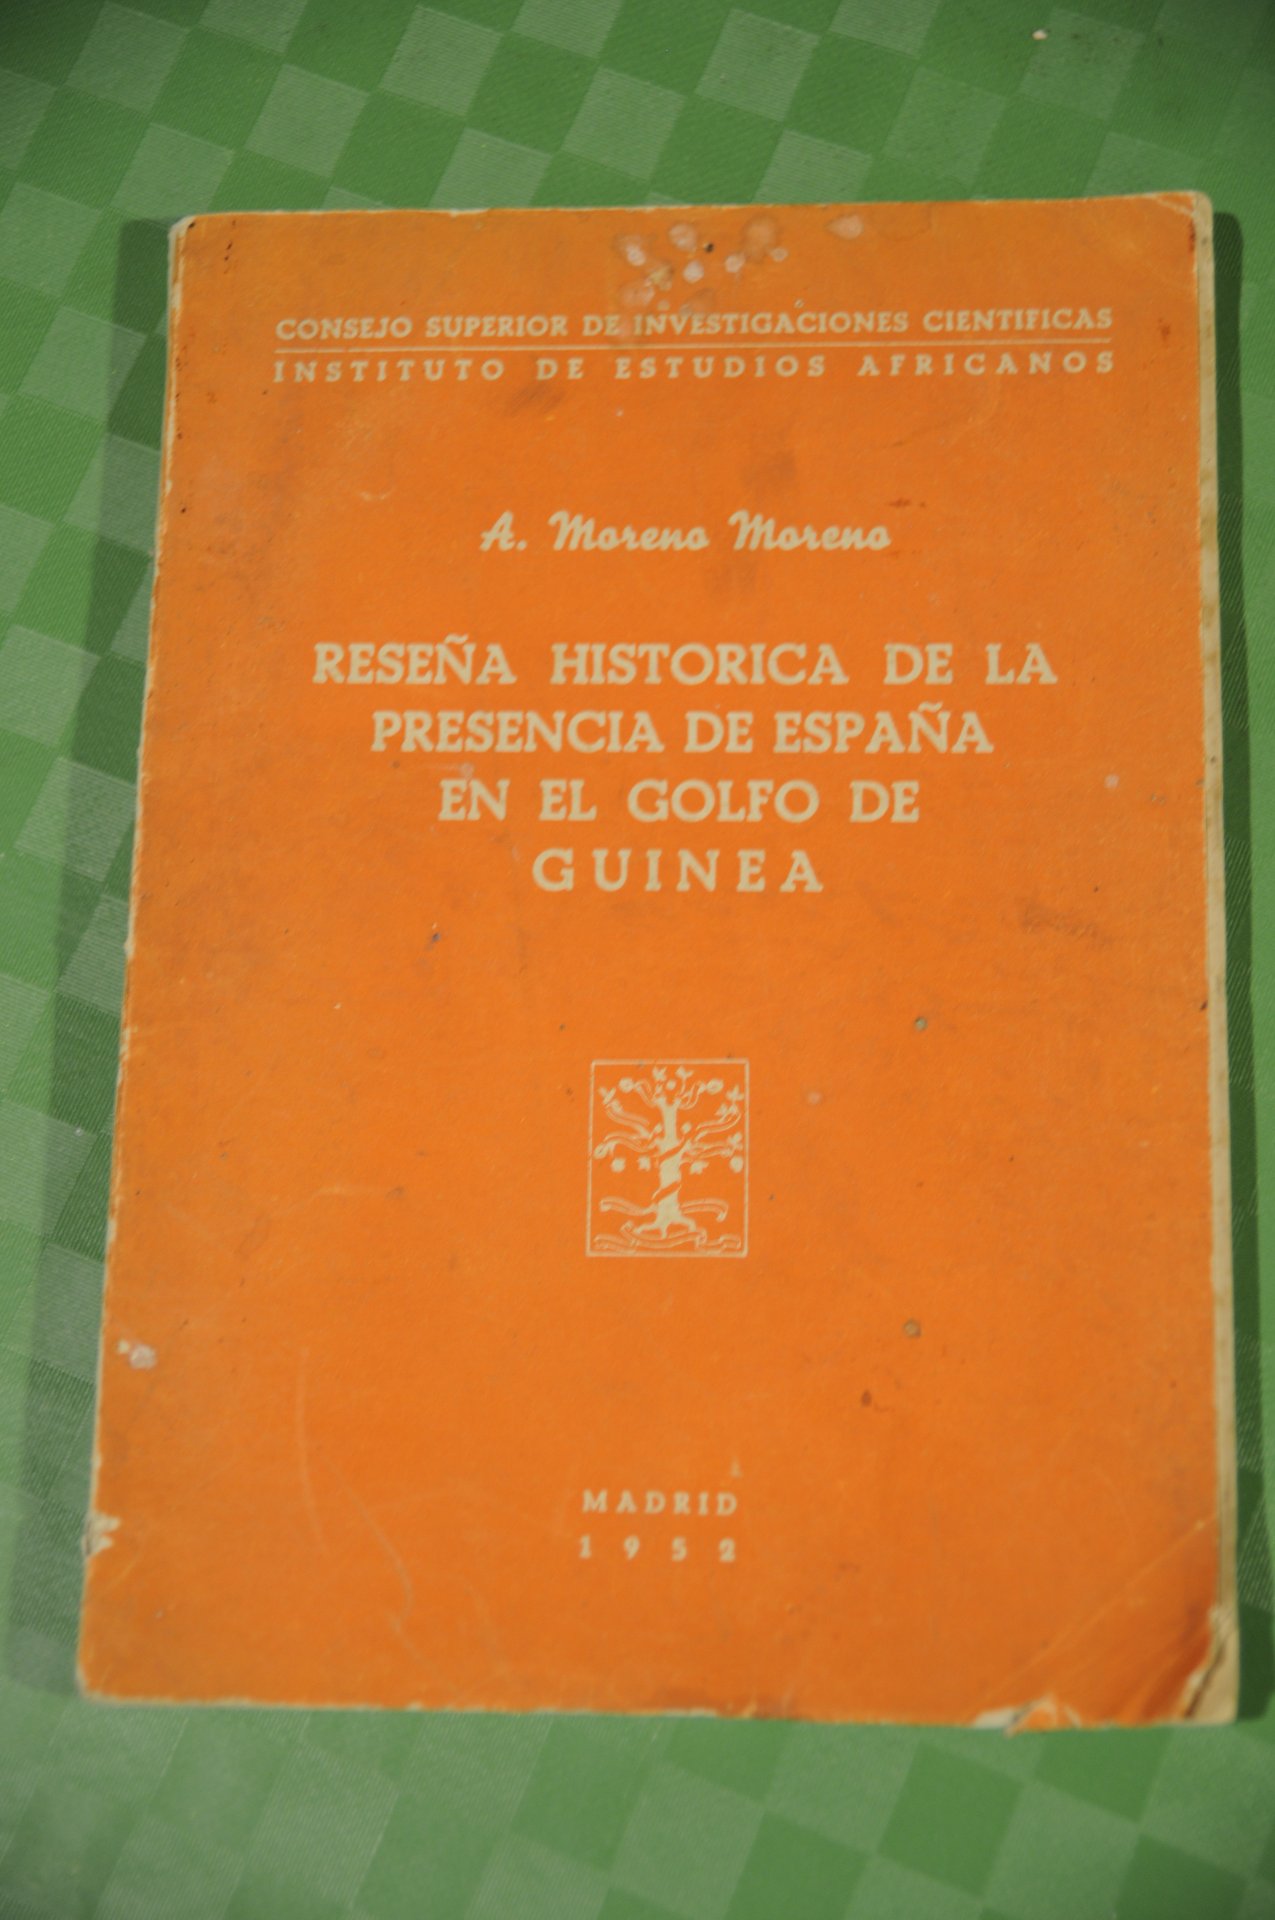 CONSEJO SUPERIOR DE INVESTIGACIONES CIENTIFICAS
INSTITUTO DE ESTUDIOS AFRICANOS
A. Moreno Moreno
RESEÑA HISTORICA DE LA
PRESENCIA DE ESPAÑA
EN EL GOLFO DE
GUINEA
MADRID
1952